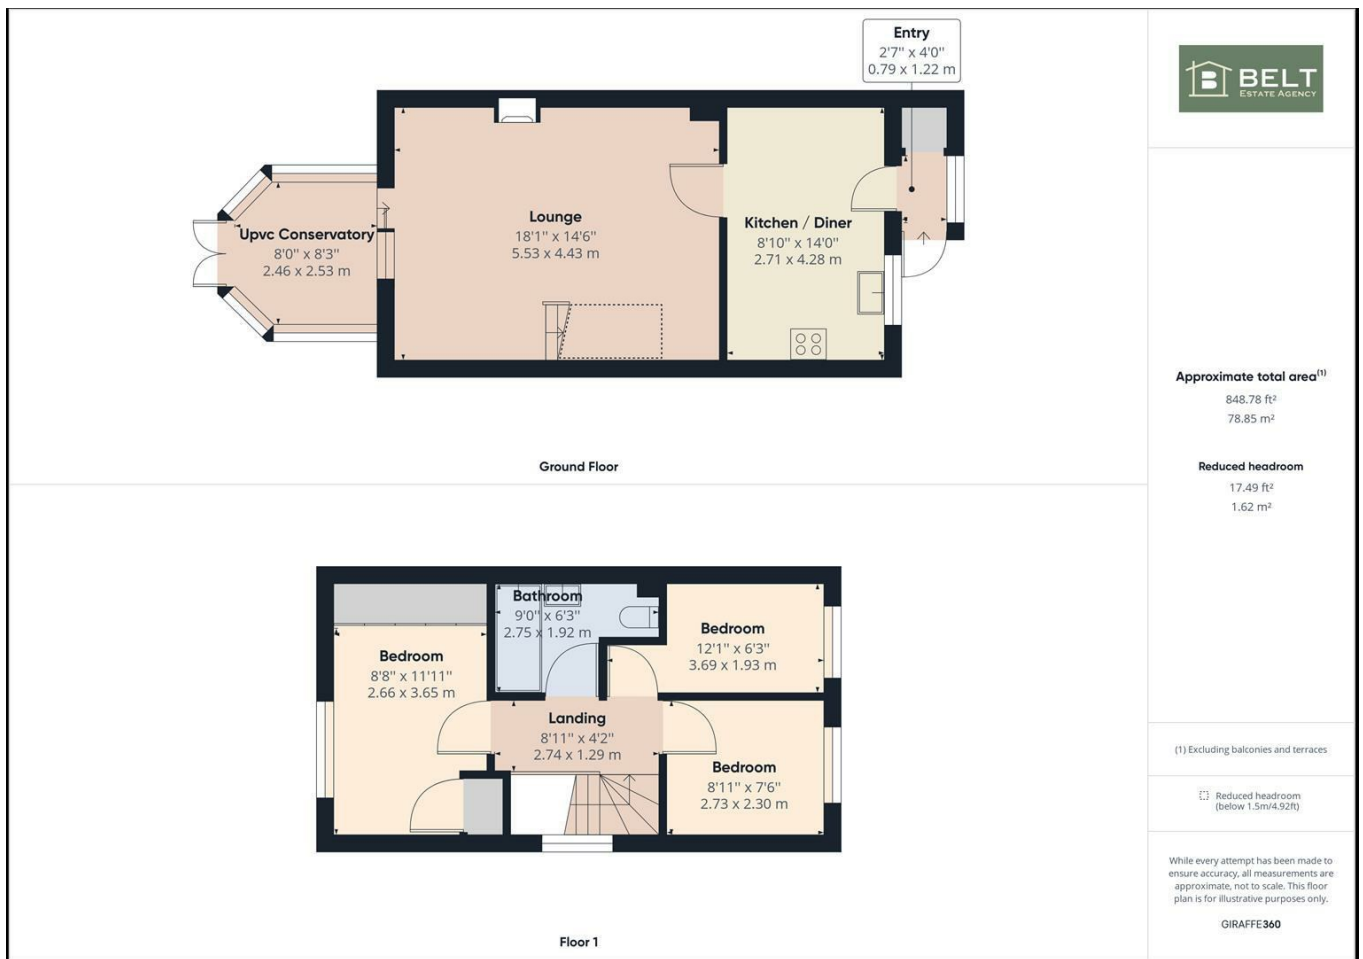 Entry
2'7" x 4'0"
0.79 x 1.22 m
BELT
ESTATE AGENCY
Lounge
18'1" x 14'6"
5.53 x 4.43 m
Kitchen / Diner
8'10" x 14'0"
2.71 x 4.28 m
Upvc Conservatory
8'0" x 8'3"
2.46 x 2.53 m
Ground Floor
Approximate total area(1)
848.78 ft²
78.85 m²
Reduced headroom
17.49 ft²
1.62 m²
Bathroom
9'0" x 6'3"
2.75 x 1.92 m
Bedroom
12'1" x 6'3"
3.69 x 1.93 m
Bedroom
8'8" x 11'11"
2.66 x 3.65 m
Landing
8'11" x 4'2"
2.74 x 1.29 m
Bedroom
8'11" x 7'6"
2.73 x 2.30 m
Floor 1
(1) Excluding balconies and terraces
Reduced headroom
(below 1.5m/4.92ft)
While every attempt has been made to
ensure accuracy, all measurements are
approximate, not to scale. This floor
plan is for illustrative purposes only.
GIRAFFE360